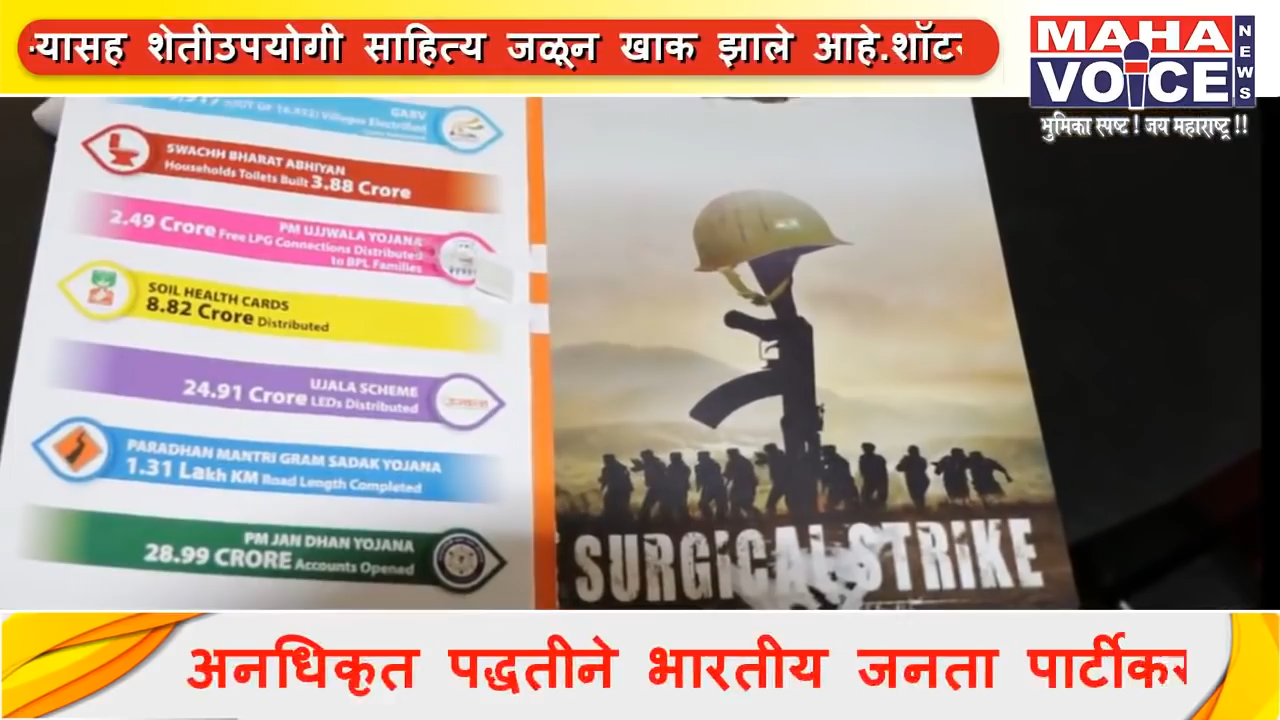 शेतीउपयोगी साहित्य जळून खाक झाले आहे.शॉट
MAHA
VOICE
NEWS
भुमिका स्पष्ट ! जय महाराष्ट्र !!
GARV
Villages Electrified
SWACHH BHARAT ABHIYAN
Households Toilets Built 3.88 Crore
PM UJJWALA YOJANA
2.49 Crore Free LPG Connections Distributed
to BPL Families
SOIL HEALTH CARDS
8.82 Crore Distributed
UJALA SCHEME
24.91 Crore LEDs Distributed
PARADHAN MANTRI GRAM SADAK YOJANA
1.31 Lakh KM Road Length Completed
PM JAN DHAN YOJANA
28.99 CRORE Accounts Opened
SURGICAL STRIKE
अनधिकृत पद्धतीने भारतीय जनता पार्टीकर